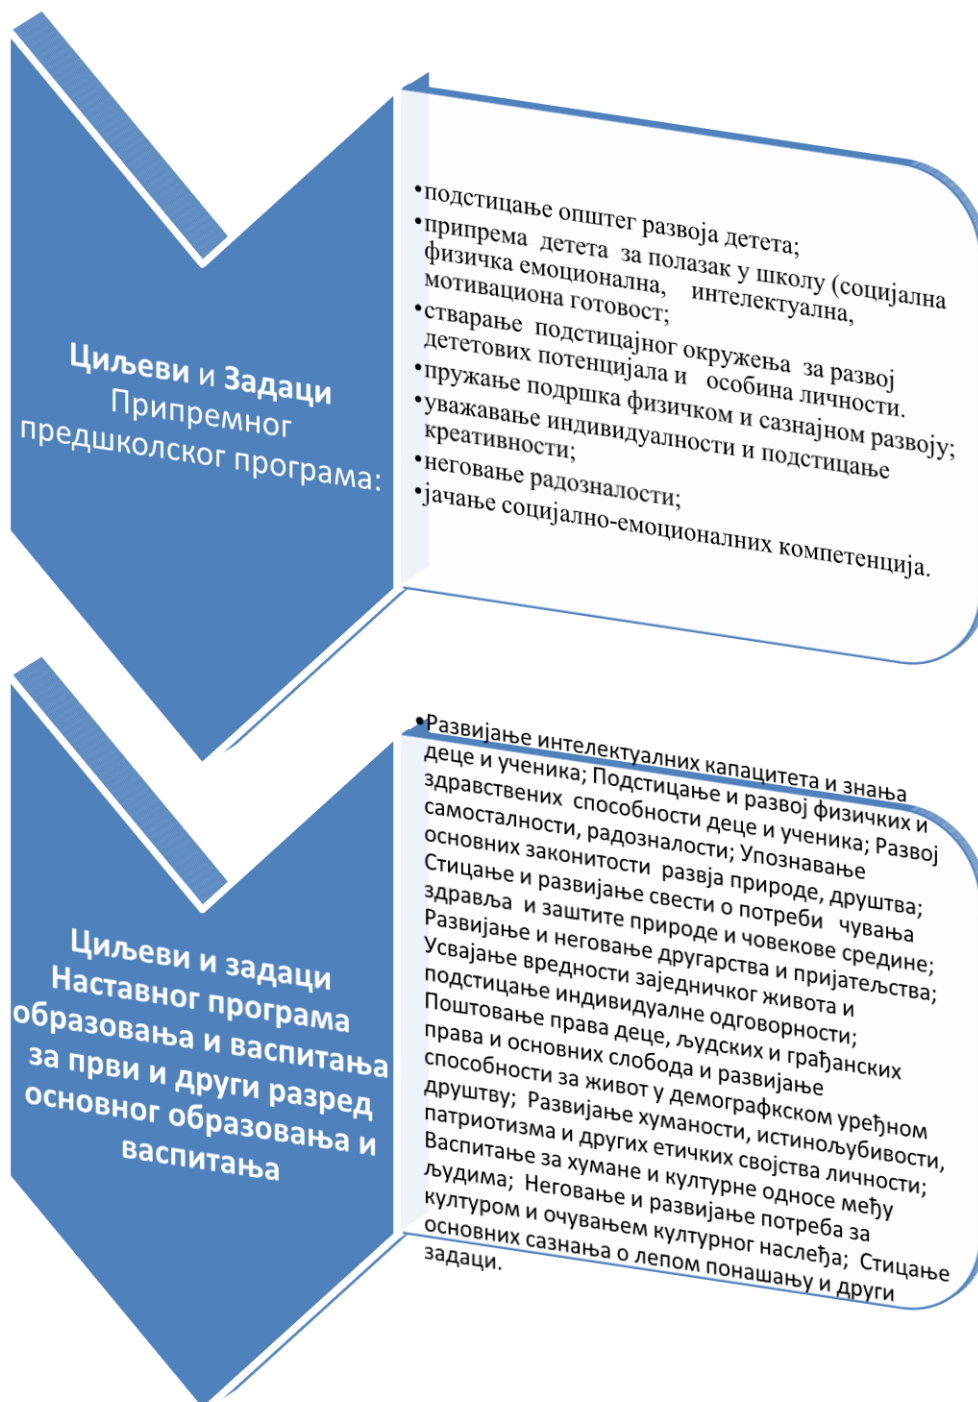 Циљеви и Задаци
Припремног
предшколског програма:
•подстицање општег развоја детета;
•припрема детета за полазак у школу (социјална
физичка емоционална, интелектуална,
мотивациона готовост;
•стварање подстицајног окружења за развој
дететових потенцијала и особина личности.
•пружање подршка физичком и сазнајном развоју;
•уважавање индивидуалности и подстицање
креативности;
•неговање радозналости;
•јачање социјално-емоционалних компетенција.
Циљеви и задаци
Наставног програма
образовања и васпитања
за први и други разред
основног образовања и
васпитања
•Развијање интелектуалних капацитета и знања
деце и ученика; Подстицање и развој физичких и
здравствених способности деце и ученика; Развој
самосталности, радозналости; Упознавање
основних законитости развја природе, друштва;
Стицање и развијање свести о потреби чувања
здравља и заштите природе и човекове средине;
Развијање и неговање другарства и пријатељства;
Усвајање вредности заједничког живота и
подстицање индивидуалне одговорности;
Поштовање права деце, људских и грађанских
права и основних слобода и развијање
способности за живот у демографкском уређном
друштву; Развијање хуманости, истинољубивости,
патриотизма и других етичких својства личности;
Васпитање за хумане и културне односе међу
људима; Неговање и развијање потреба за
културом и очувањем културног наслеђа; Стицање
основних сазнања о лепом понашању и други
задаци.